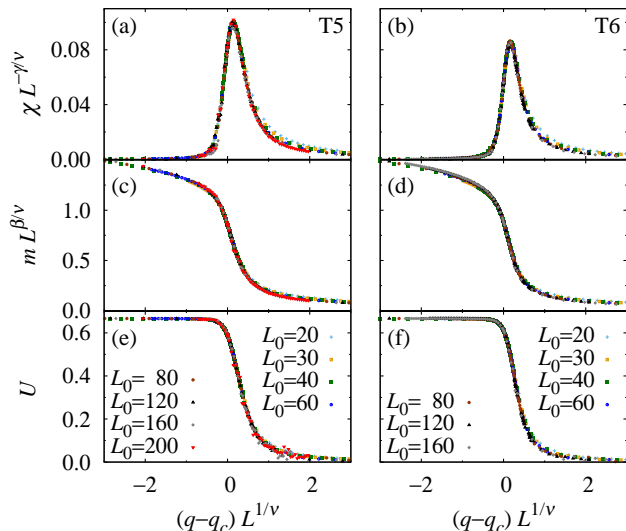 (a) T5
(b) T6
χ L^{−γ/ν}
0.08
0.04
0.00
(c)
(d)
m L^{β/ν}
1.0
0.5
0.0
(e)
(f)
U
0.6
0.4
0.2
0.0
L₀=20
L₀=30
L₀=40
L₀=60
L₀= 80
L₀=120
L₀=160
L₀=200
L₀=20
L₀=30
L₀=40
L₀=60
L₀= 80
L₀=120
L₀=160
−2 0 2
−2 0 2
(q−q_c) L^{1/ν}
(q−q_c) L^{1/ν}